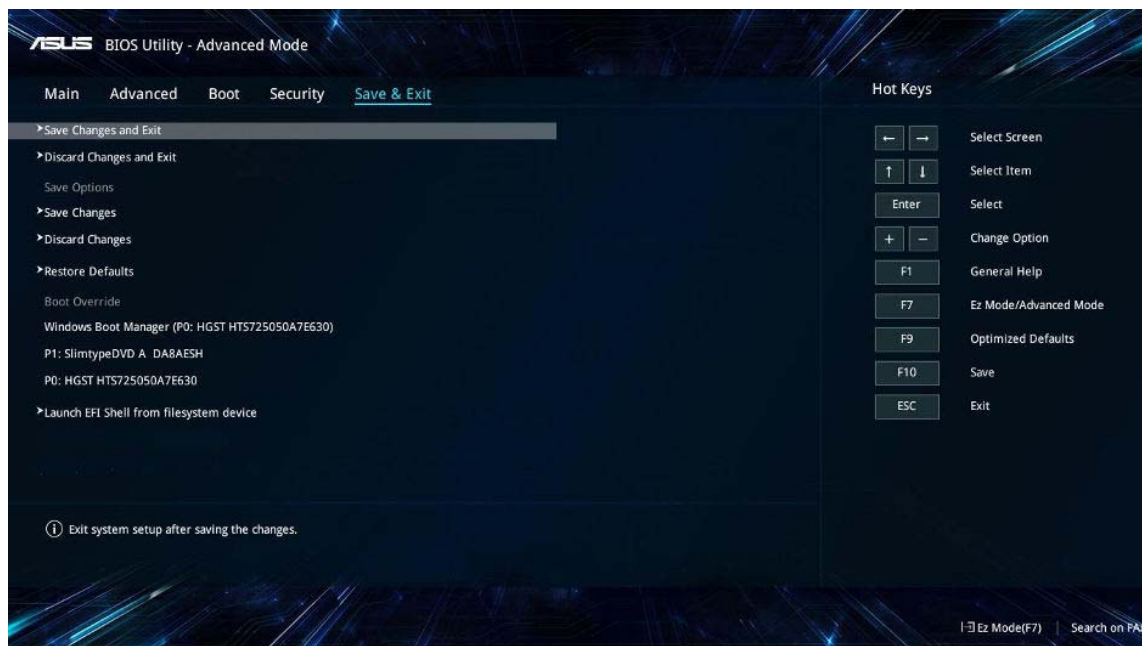 ASUS BIOS Utility - Advanced Mode
Main Advanced Boot Security Save & Exit
Save Changes and Exit
Discard Changes and Exit
Save Options
Save Changes
Discard Changes
Restore Defaults
Boot Override
Windows Boot Manager (P0: HGST HTS725050A7E630)
P1: SlimtypeDVD A DA8AESH
P0: HGST HTS725050A7E630
Launch EFI Shell from filesystem device
Exit system setup after saving the changes.
Hot Keys
← → Select Screen
↑ ↓ Select Item
Enter Select
+ − Change Option
F1 General Help
F7 Ez Mode/Advanced Mode
F9 Optimized Defaults
F10 Save
ESC Exit
Ez Mode(F7) | Search on